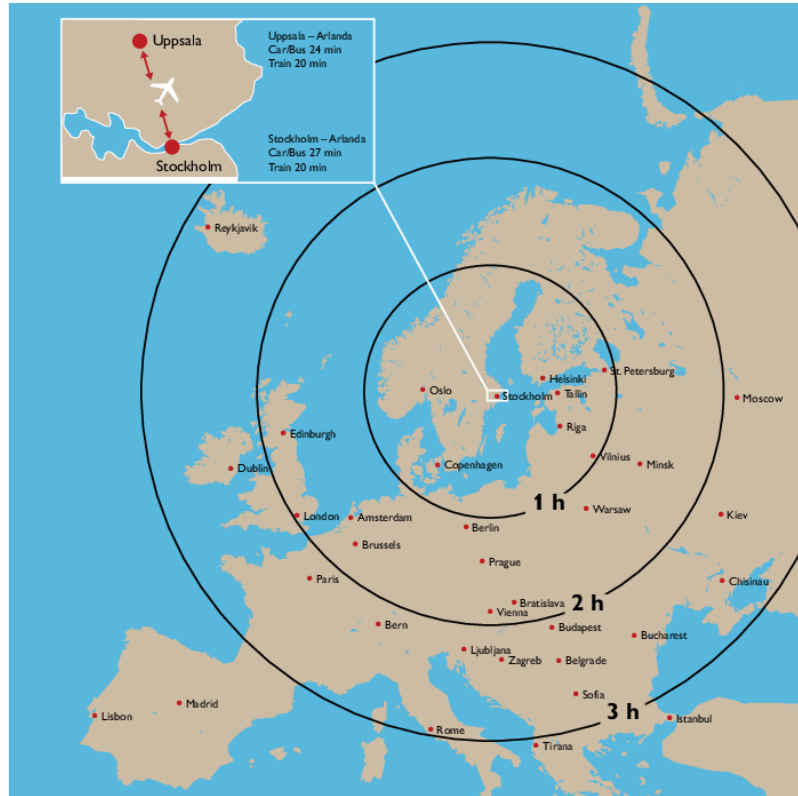 Uppsala
Uppsala – Arlanda
Car/Bus 24 min
Train 20 min
Stockholm – Arlanda
Car/Bus 27 min
Train 20 min
Stockholm
Reykjavik
Oslo
Helsinki
St. Petersburg
Stockholm
Tallin
Moscow
Riga
Edinburgh
Copenhagen
Vilnius
Minsk
Dublin
1 h
London
Amsterdam
Berlin
Warsaw
Kiev
Brussels
Prague
Paris
Chisinau
Bratislava
2 h
Vienna
Bern
Budapest
Bucharest
Ljubljana
Zagreb
Belgrade
Sofia
Madrid
3 h
Lisbon
Istanbul
Rome
Tirana